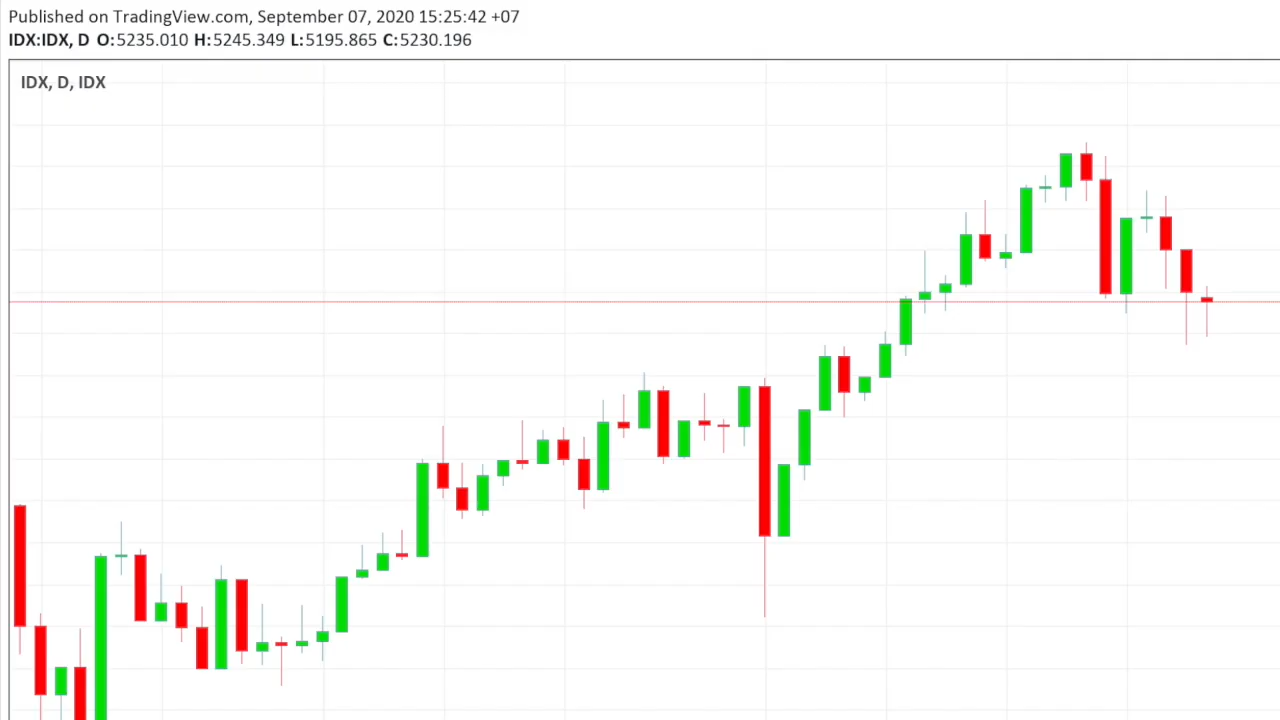 Published on TradingView.com, September 07, 2020 15:25:42 +07
IDX:IDX, D O:5235.010 H:5245.349 L:5195.865 C:5230.196
IDX, D, IDX